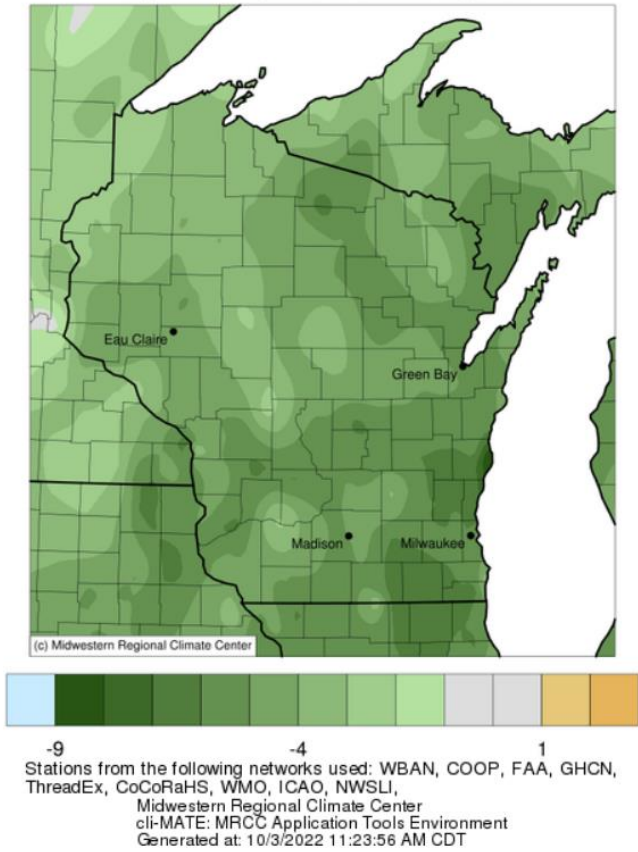 Eau Claire
Green Bay
Madison
Milwaukee
(c) Midwestern Regional Climate Center
-9 -4 1
Stations from the following networks used: WBAN, COOP, FAA, GHCN,
ThreadEx, CoCoRaHS, WMO, ICAO, NWSLI,
Midwestern Regional Climate Center
cli-MATE: MRCC Application Tools Environment
Generated at: 10/3/2022 11:23:56 AM CDT